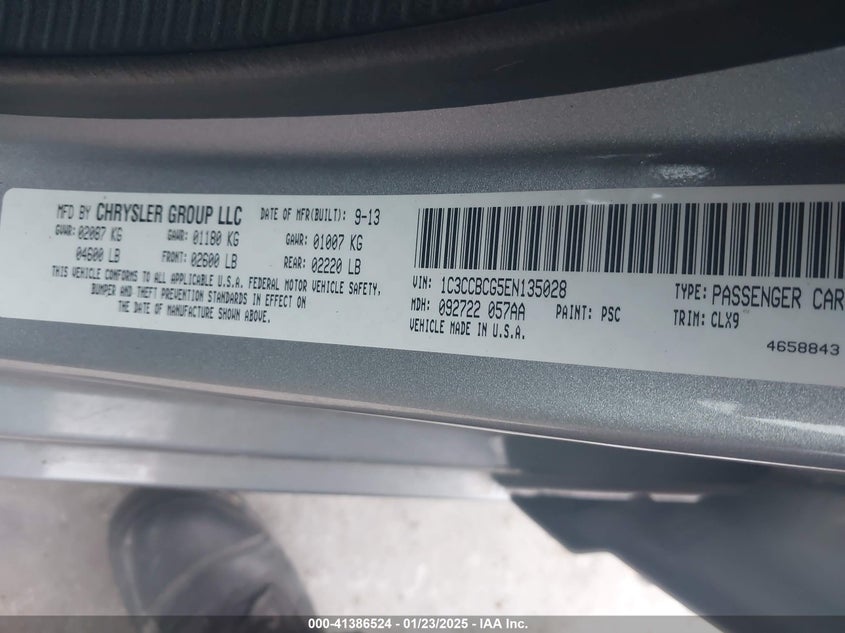 MFD BY CHRYSLER GROUP LLC DATE OF MFR(BUILT): 9-13
GVWR: 02087 KG GAWR: 01180 KG GAWR: 01007 KG
04600 LB FRONT: 02600 LB REAR: 02220 LB
THIS VEHICLE CONFORMS TO ALL APPLICABLE U.S.A. FEDERAL MOTOR VEHICLE SAFETY,
BUMPER AND THEFT PREVENTION STANDARDS IN EFFECT ON
THE DATE OF MANUFACTURE SHOWN ABOVE.
VIN: 1C3CCBCG5EN135028 TYPE: PASSENGER CAR
MDH: 092722 057AA PAINT: PSC TRIM: CLX9
VEHICLE MADE IN U.S.A.
4658843
000-41386524 - 01/23/2025 - IAA Inc.